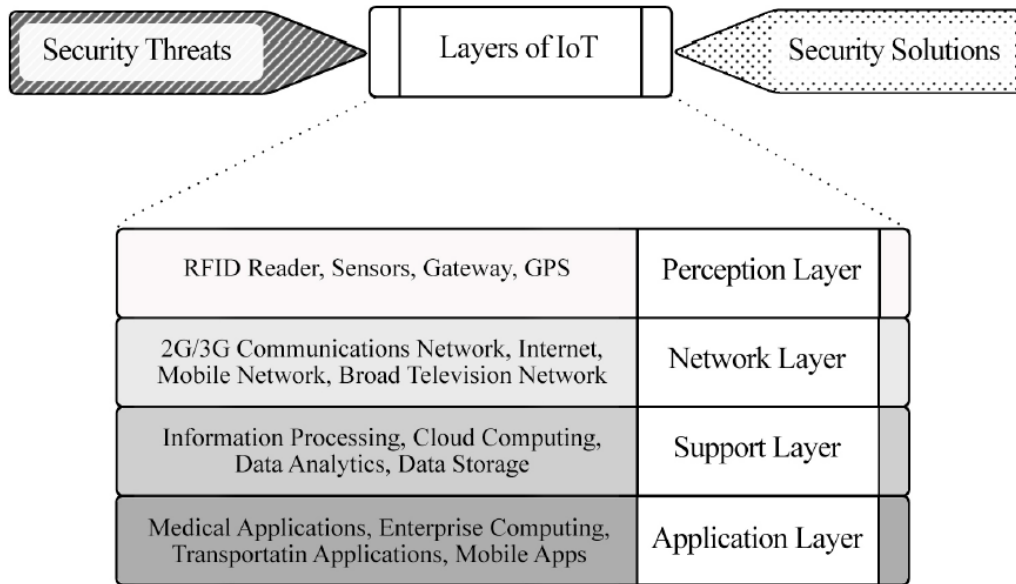 Security Threats
Layers of IoT
Security Solutions
RFID Reader, Sensors, Gateway, GPS
Perception Layer
2G/3G Communications Network, Internet,
Mobile Network, Broad Television Network
Network Layer
Information Processing, Cloud Computing,
Data Analytics, Data Storage
Support Layer
Medical Applications, Enterprise Computing,
Transportatin Applications, Mobile Apps
Application Layer